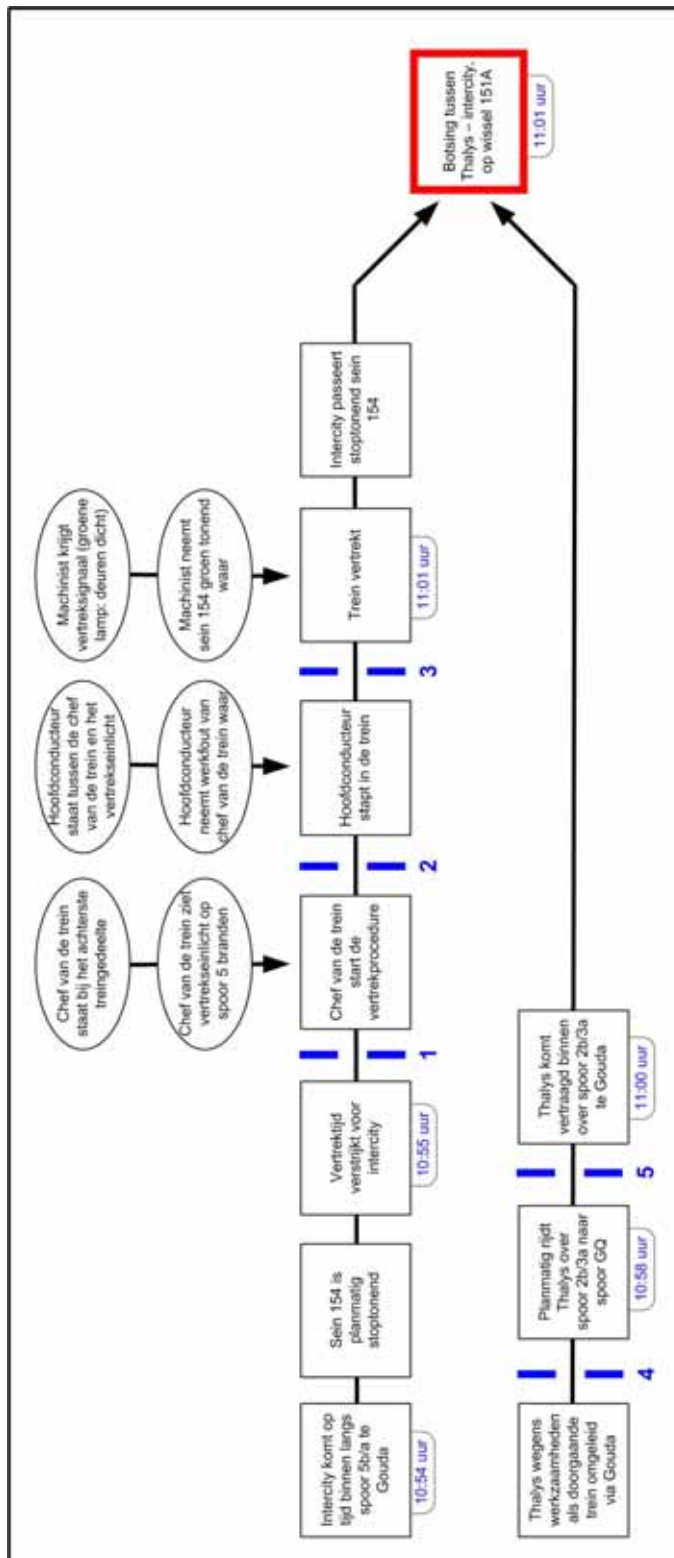 Chef van de trein
staat bij het achterste
treingedeelte
Chef van de trein ziet
vertrekseinlicht op
spoor 5 branden
Hoofdconducteur
staat tussen de chef
van de trein en het
vertrekseinlicht
Hoofdconducteur
neemt werkfout van
chef van de trein waar
Machinist krijgt
vertreksignaal (groene
lamp: deuren dicht)
Machinist neemt
sein 154 groen tonend
waar
Intercity komt op
tijd binnen langs
spoor 5b/a te
Gouda
10:54 uur
Sein 154 is
planmatig
stoptonend
Vertrektijd
verstrijkt voor
intercity
10:55 uur
1
Chef van de trein
start de
vertrekprocedure
2
Hoofdconducteur
stapt in de trein
3
Trein vertrekt
11:01 uur
Intercity passeert
stoptonend sein
154
Botsing tussen
Thalys – intercity,
op wissel 151A
11:01 uur
Thalys wegens
werkzaamheden
als doorgaande
trein omgeleid
via Gouda
4
Planmatig rijdt
Thalys over
spoor 2b/3a naar
spoor GQ
10:58 uur
5
Thalys komt
vertraagd binnen
over spoor 2b/3a
te Gouda
11:00 uur